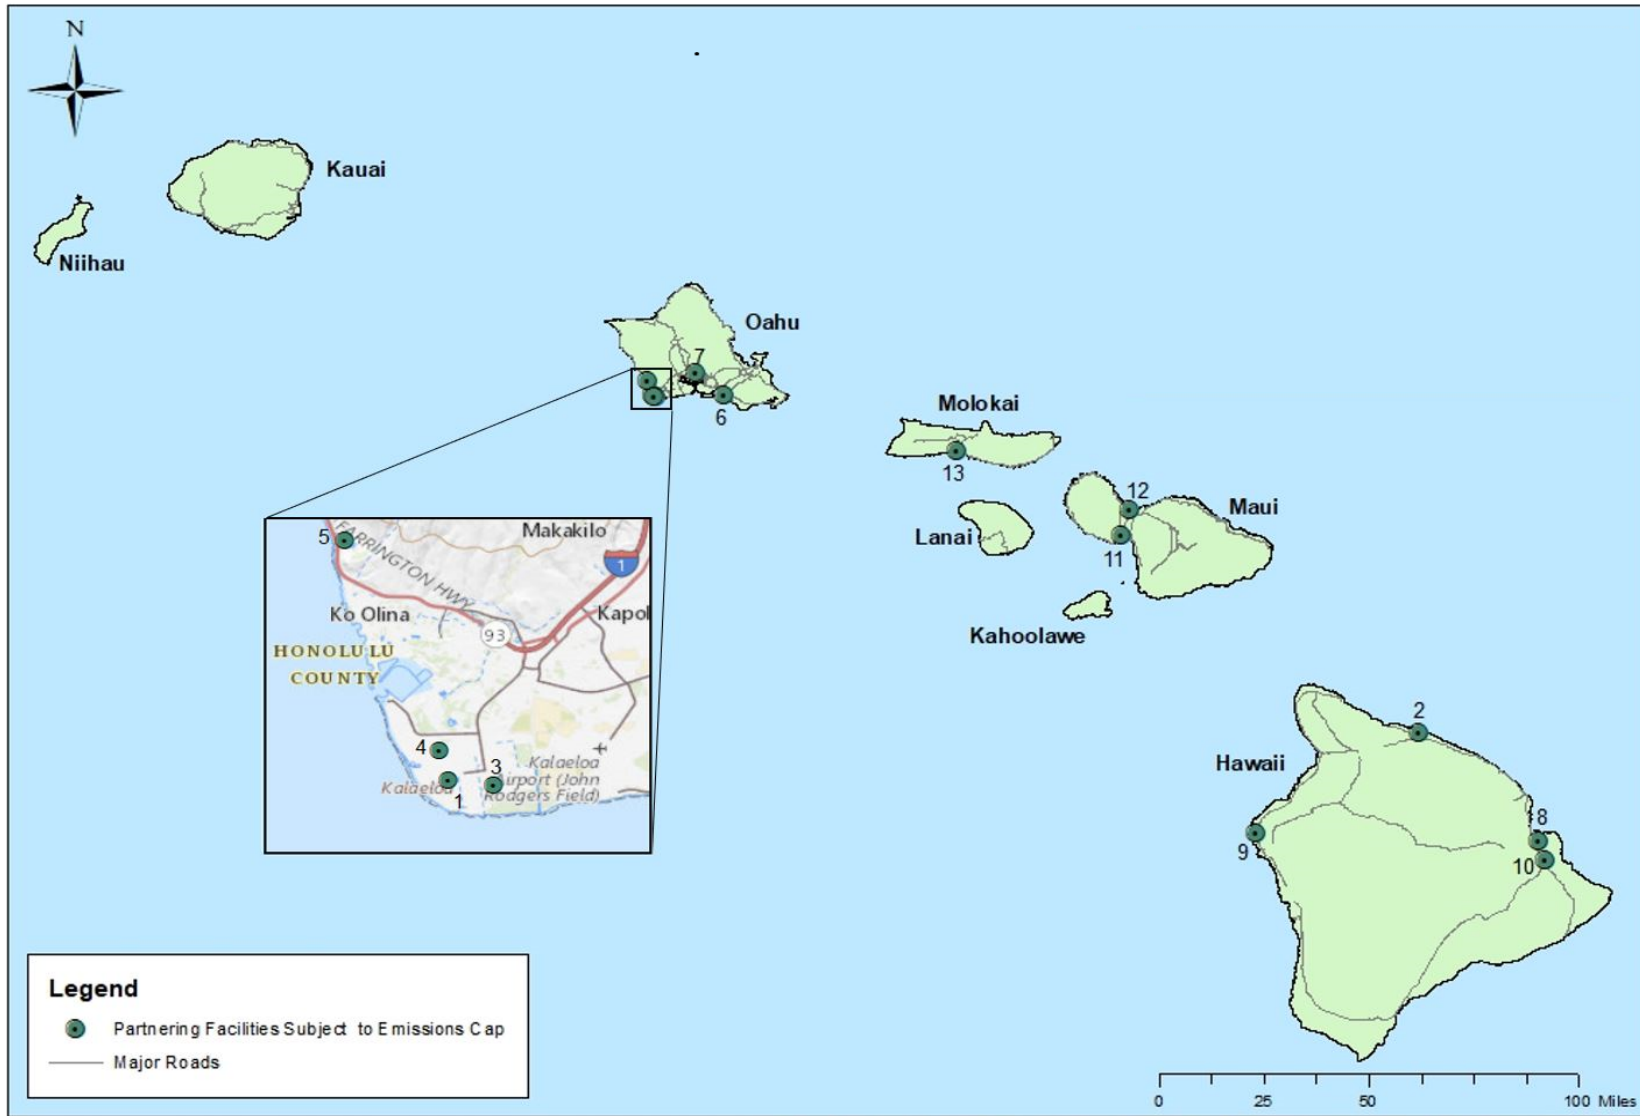 N
Kauai
Niihau
Oahu
7
6
Molokai
13
12
Maui
Lanai
11
Kahoolawe
5
FARRINGTON HWY
Makakilo
1
Ko Olina
Kapol
93
HONOLULU
COUNTY
4
3
Kalaeloa
Airport (John
Rodgers Field)
Kalaeloa
1
2
Hawaii
8
9
10
Legend
Partnering Facilities Subject to Emissions Cap
Major Roads
0 25 50 100 Miles